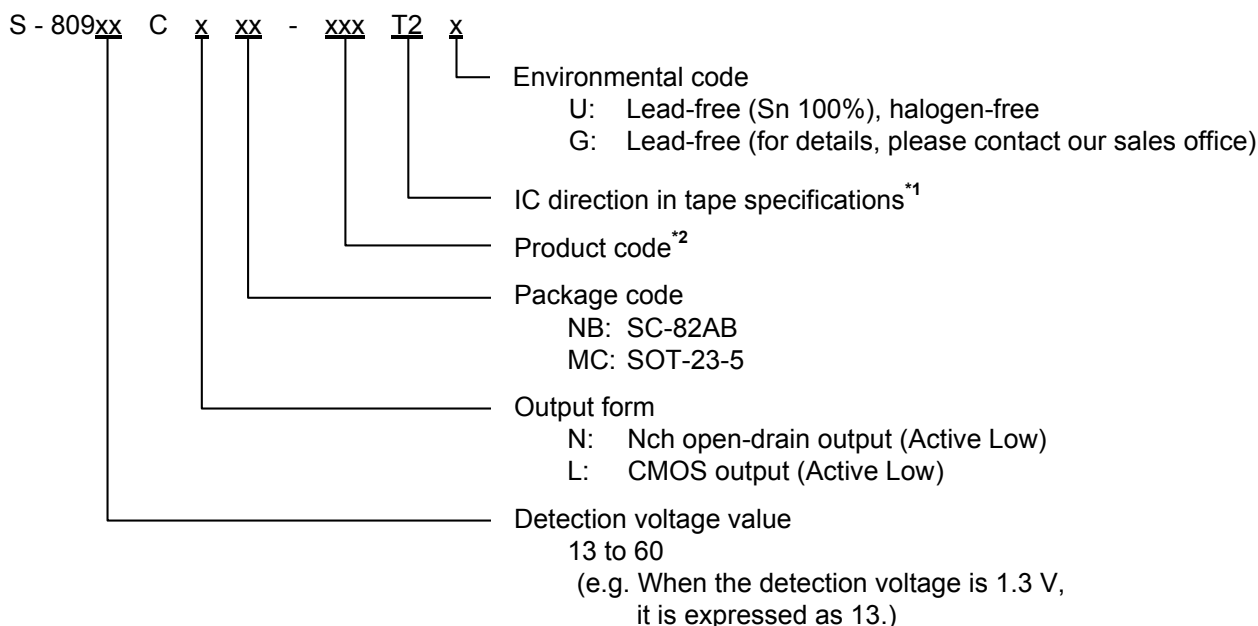 S - 809xx C x xx - xxx T2 x
Environmental code
U: Lead-free (Sn 100%), halogen-free
G: Lead-free (for details, please contact our sales office)
IC direction in tape specifications*1
Product code*2
Package code
NB: SC-82AB
MC: SOT-23-5
Output form
N: Nch open-drain output (Active Low)
L: CMOS output (Active Low)
Detection voltage value
13 to 60
(e.g. When the detection voltage is 1.3 V,
it is expressed as 13.)